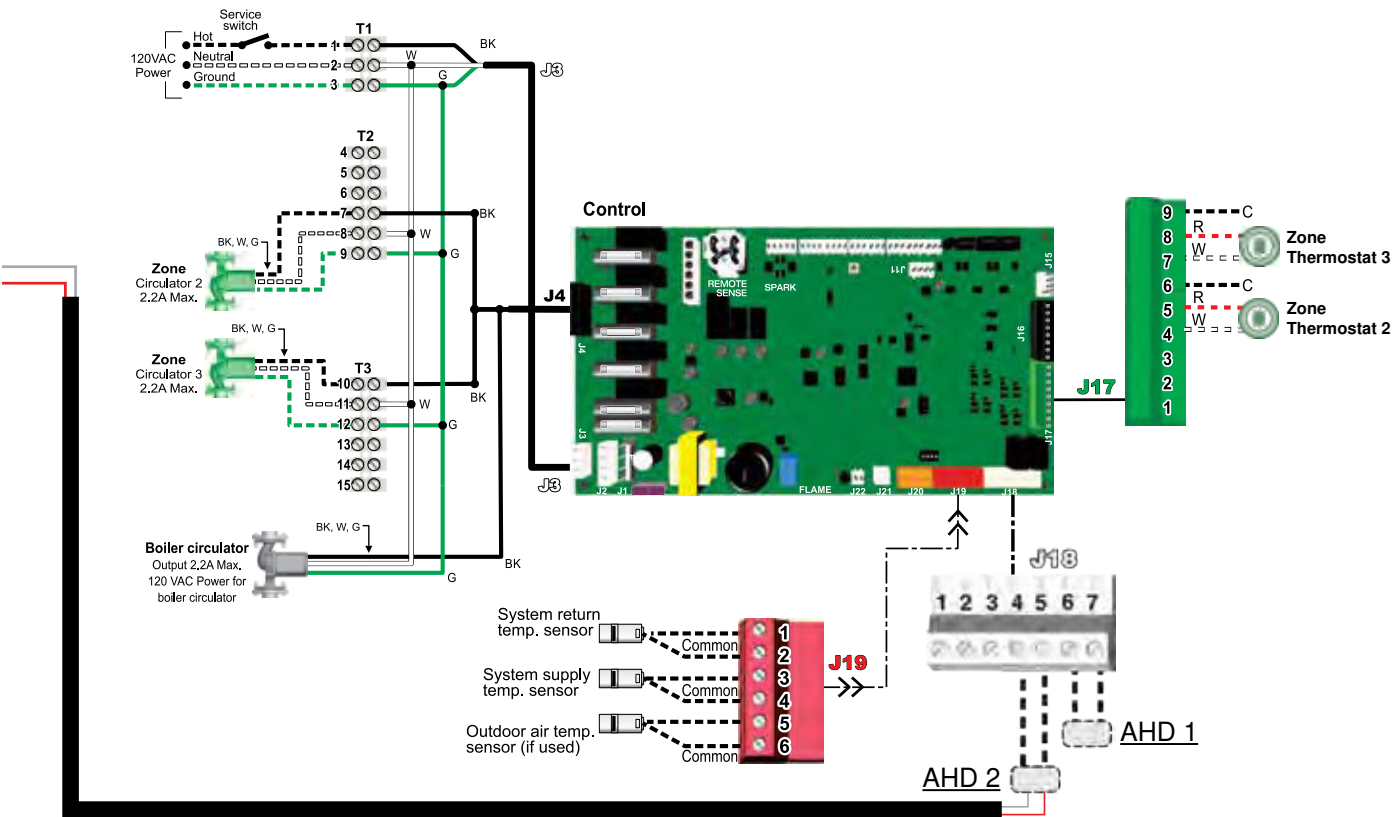 Service
switch
T1
Hot
1
BK
120VAC
Power
Neutral
2
W
J3
Ground
3
G
T2
4
5
6
7
BK
8
W
9
G
BK, W, G
Zone
Circulator 2
2.2A Max.
BK, W, G
Zone
Circulator 3
2.2A Max.
T3
10
BK
11
W
12
G
13
14
15
BK, W, G
Boiler circulator
Output 2.2A Max.
120 VAC Power for
boiler circulator
BK
G
J4
J3
Control
REMOTE
SENSE
SPARK
J11
J15
J16
J17
J4
J3
J2
J1
FLAME
J22
J21
J20
J19
J18
J17
9
C
8
R
7
W
Zone
Thermostat 3
6
C
5
R
4
W
Zone
Thermostat 2
3
2
1
J18
1 2 3 4 5 6 7
System return
temp. sensor
1
Common
2
System supply
temp. sensor
3
Common
4
Outdoor air temp.
sensor (if used)
5
Common
6
J19
AHD 1
AHD 2